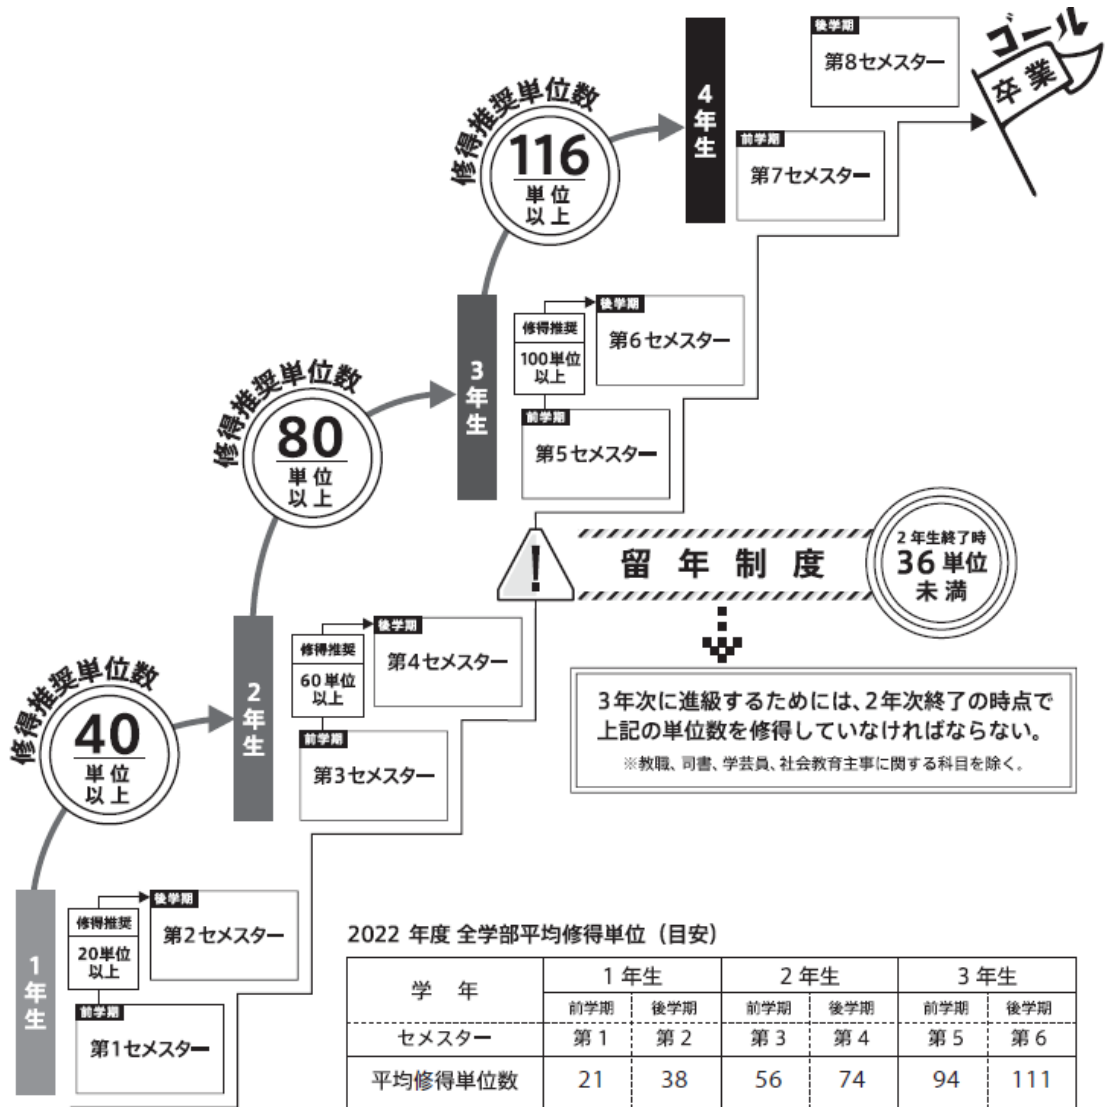 ゴール
卒業
後学期
第8セメスター
4年生
前学期
第7セメスター
修得推奨単位数
116
単位
以上
3年生
後学期
第6セメスター
修得推奨
100単位
以上
前学期
第5セメスター
修得推奨単位数
80
単位
以上
!
留年制度
2年生終了時
36単位
未満
3年次に進級するためには、2年次終了の時点で
上記の単位数を修得していなければならない。
※教職、司書、学芸員、社会教育主事に関する科目を除く。
2年生
後学期
第4セメスター
修得推奨
60単位
以上
前学期
第3セメスター
修得推奨単位数
40
単位
以上
1年生
後学期
第2セメスター
修得推奨
20単位
以上
前学期
第1セメスター
2022 年度 全学部平均修得単位（目安）
学 年 1年生 2年生 3年生
前学期 後学期 前学期 後学期 前学期 後学期
セメスター 第1 第2 第3 第4 第5 第6
平均修得単位数 21 38 56 74 94 111